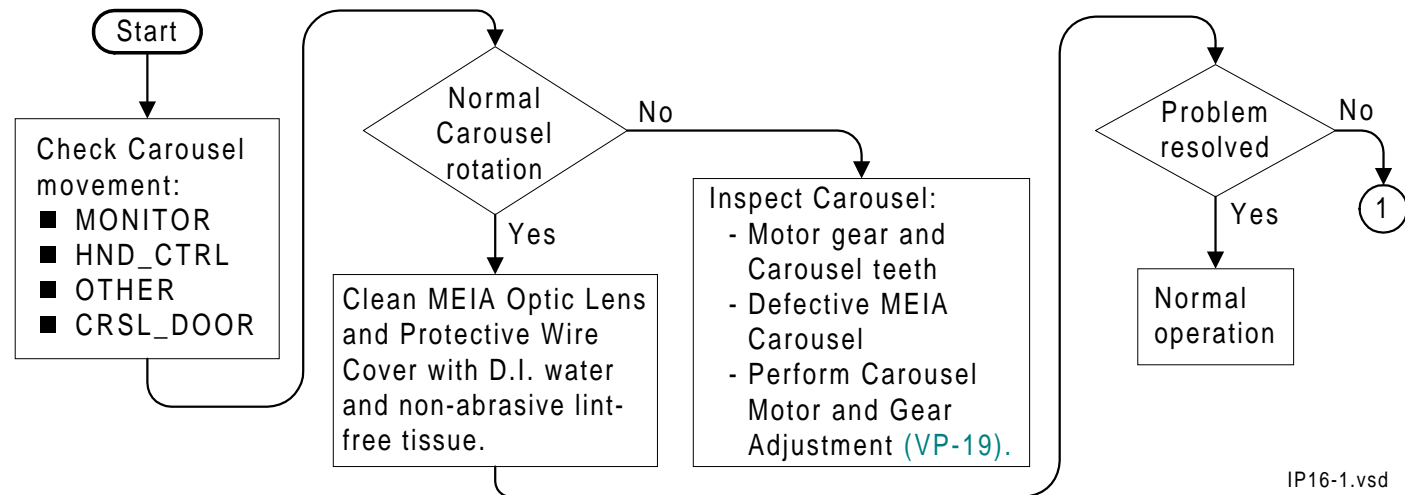 Start
Check Carousel
movement:
■ MONITOR
■ HND_CTRL
■ OTHER
■ CRSL_DOOR
Normal
Carousel
rotation
No
Yes
Clean MEIA Optic Lens
and Protective Wire
Cover with D.I. water
and non-abrasive lint-
free tissue.
Inspect Carousel:
- Motor gear and
Carousel teeth
- Defective MEIA
Carousel
- Perform Carousel
Motor and Gear
Adjustment (VP-19).
Problem
resolved
No
1
Yes
Normal
operation
IP16-1.vsd